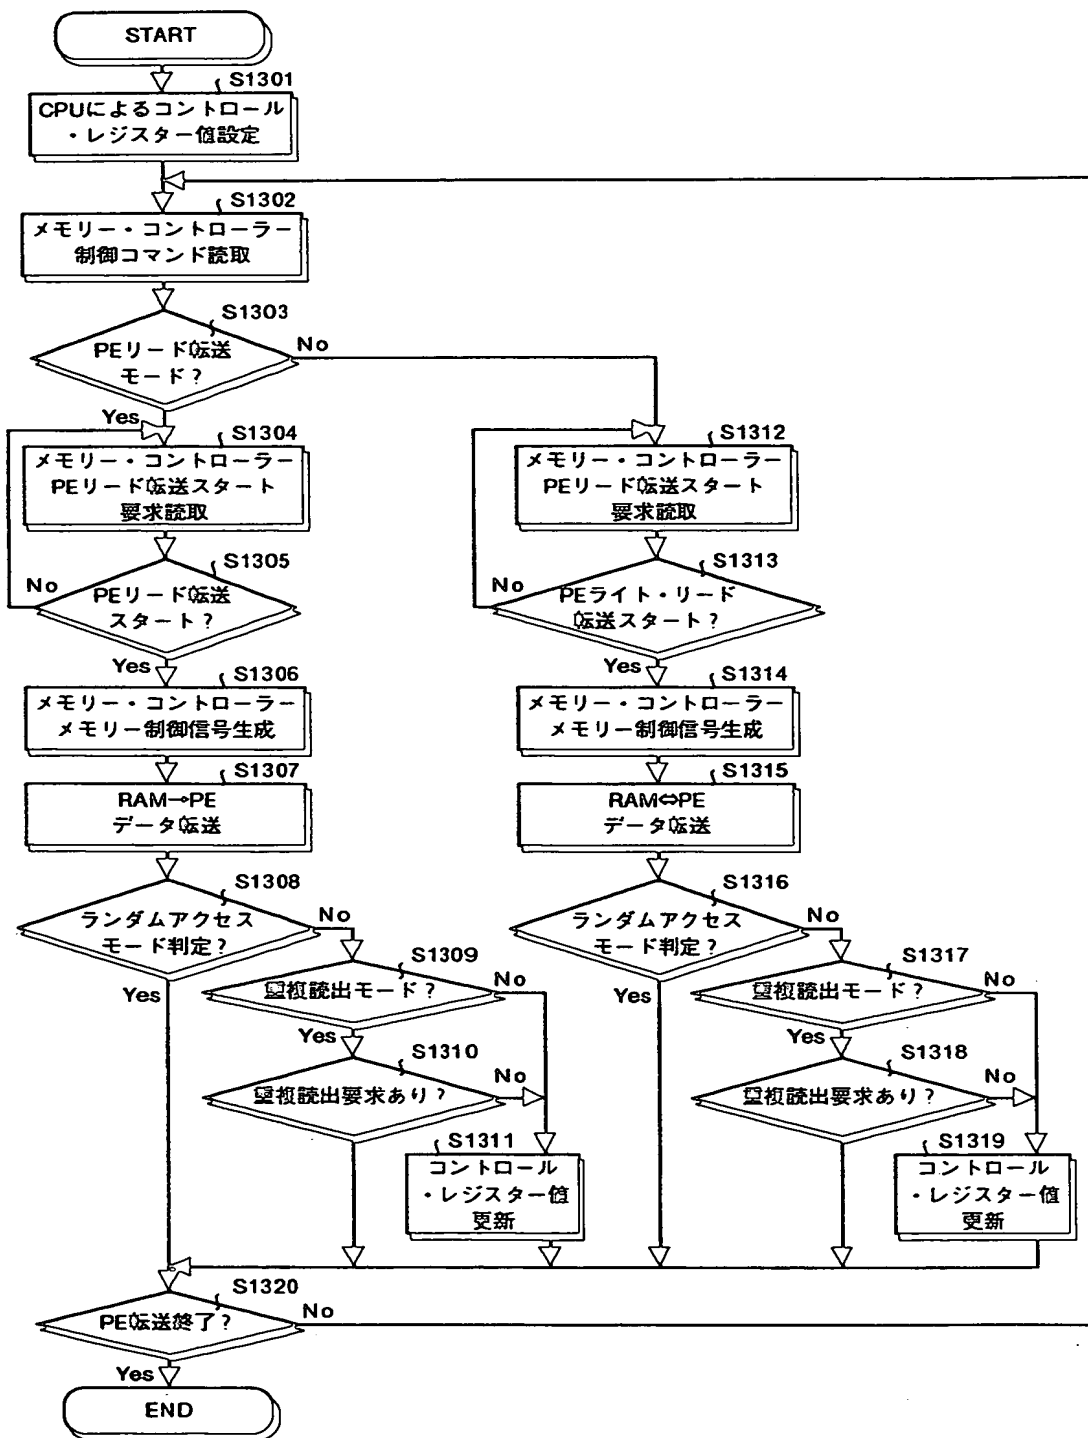 START
S1301
CPUによるコントロール
・レジスター値設定
S1302
メモリー・コントローラー
制御コマンド読取
S1303
PEリード転送
モード？
No
Yes
S1304
メモリー・コントローラー
PEリード転送スタート
要求読取
S1312
メモリー・コントローラー
PEリード転送スタート
要求読取
S1305
No
PEリード転送
スタート？
Yes
S1313
No
PEライト・リード
転送スタート？
Yes
S1306
メモリー・コントローラー
メモリー制御信号生成
S1314
メモリー・コントローラー
メモリー制御信号生成
S1307
RAM→PE
データ転送
S1315
RAM⇔PE
データ転送
S1308
ランダムアクセス
モード判定？
No
Yes
S1316
ランダムアクセス
モード判定？
No
Yes
S1309
重複読出モード？
No
Yes
S1317
重複読出モード？
No
Yes
S1310
重複読出要求あり？
No
S1318
重複読出要求あり？
No
S1311
コントロール
・レジスター値
更新
S1319
コントロール
・レジスター値
更新
S1320
PE転送終了？
No
Yes
END